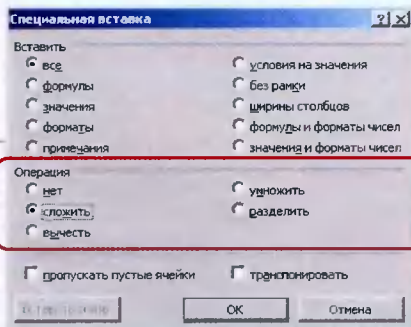 Специальная вставка
Вставить
все
условия на значения
формулы
без рамки
значения
ширины столбцов
форматы
формулы и форматы чисел
примечания
значения и форматы чисел
Операция
нет
умножить
сложить
разделить
вычесть
пропускать пустые ячейки
транспонировать
ОК
Отмена